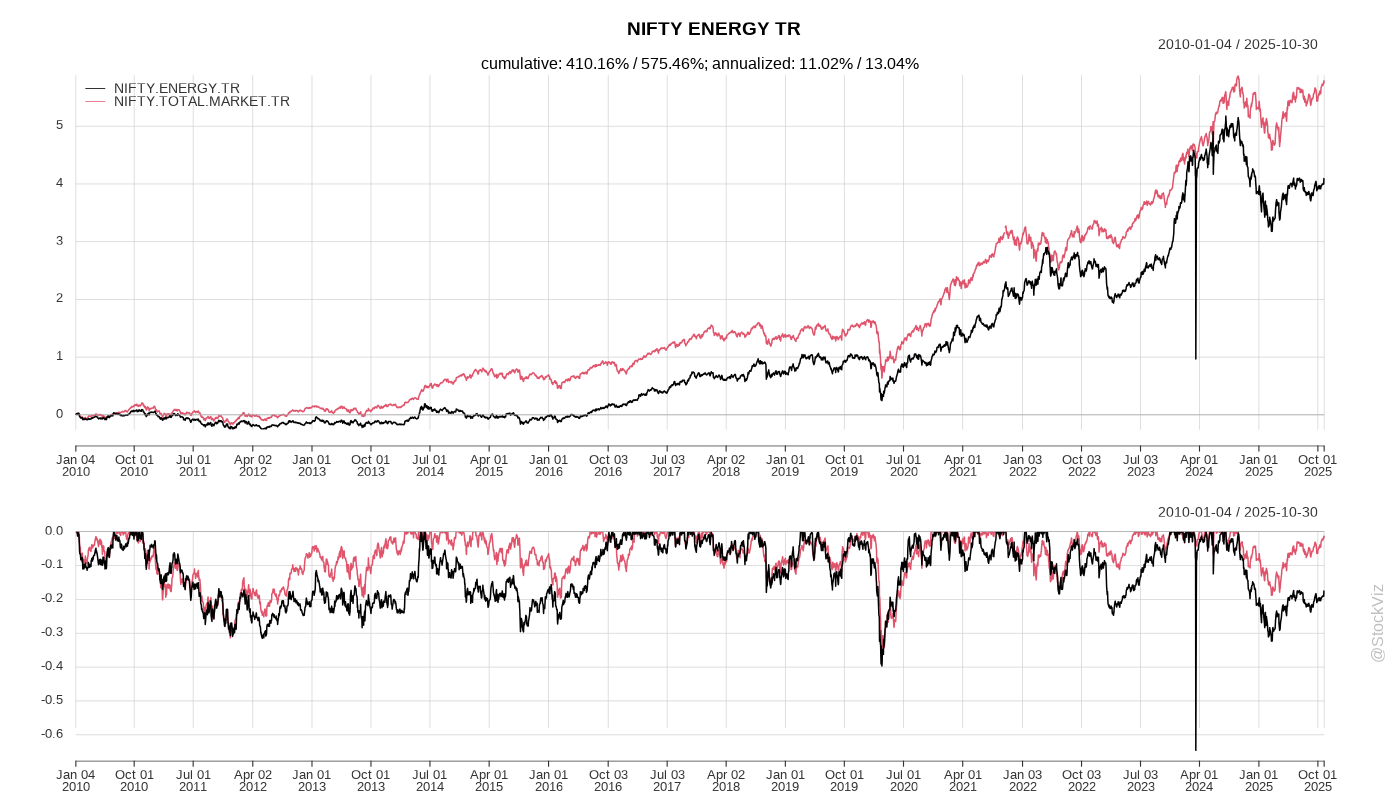 NIFTY ENERGY TR
2010-01-04 / 2025-10-30
cumulative: 410.16% / 575.46%; annualized: 11.02% / 13.04%
NIFTY.ENERGY.TR
NIFTY.TOTAL.MARKET.TR
5
4
3
2
1
0
Jan 04 Oct 01 Jul 01 Apr 02 Jan 01 Oct 01 Jul 01 Apr 01 Jan 01 Oct 03 Jul 03 Apr 02 Jan 01 Oct 01 Jul 01 Apr 01 Jan 03 Oct 03 Jul 03 Apr 01 Jan 01 Oct 01
2010 2010 2011 2012 2013 2013 2014 2015 2016 2016 2017 2018 2019 2019 2020 2021 2022 2022 2023 2024 2025 2025
2010-01-04 / 2025-10-30
0.0
-0.1
-0.2
-0.3
-0.4
-0.5
-0.6
Jan 04 Oct 01 Jul 01 Apr 02 Jan 01 Oct 01 Jul 01 Apr 01 Jan 01 Oct 03 Jul 03 Apr 02 Jan 01 Oct 01 Jul 01 Apr 01 Jan 03 Oct 03 Jul 03 Apr 01 Jan 01 Oct 01
2010 2010 2011 2012 2013 2013 2014 2015 2016 2016 2017 2018 2019 2019 2020 2021 2022 2022 2023 2024 2025 2025
@StockViz